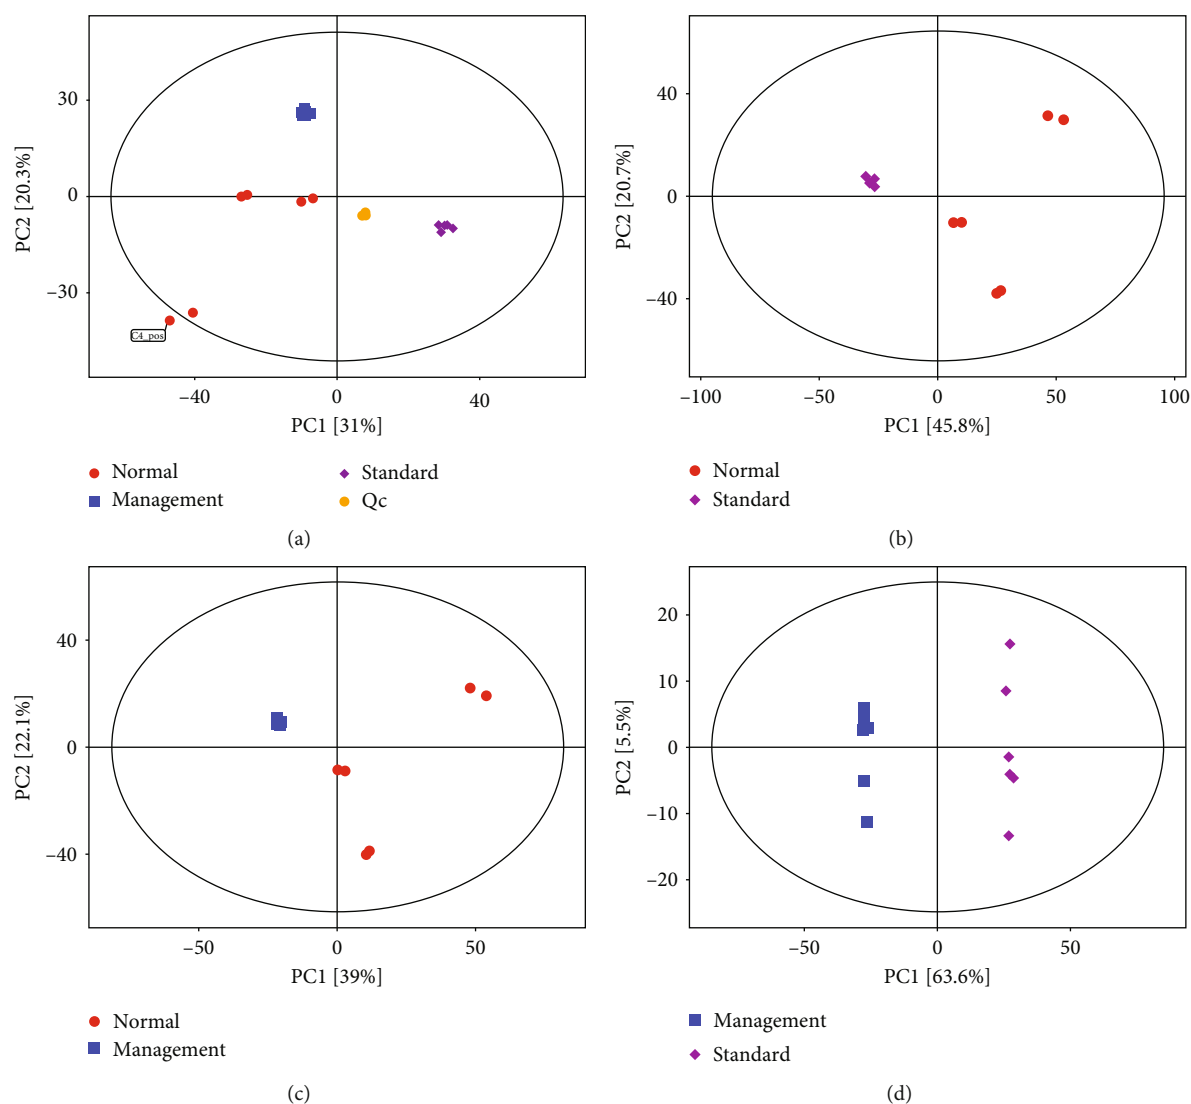 30
0
−30
PC2 [20.3%]
C4_pos
−40
0
40
PC1 [31%]
Normal
Standard
Management
Qc
(a)
40
0
−40
PC2 [20.7%]
−100
−50
0
50
100
PC1 [45.8%]
Normal
Standard
(b)
40
0
−40
PC2 [22.1%]
−50
0
50
PC1 [39%]
Normal
Management
(c)
20
10
0
−10
−20
PC2 [5.5%]
−50
0
50
PC1 [63.6%]
Management
Standard
(d)